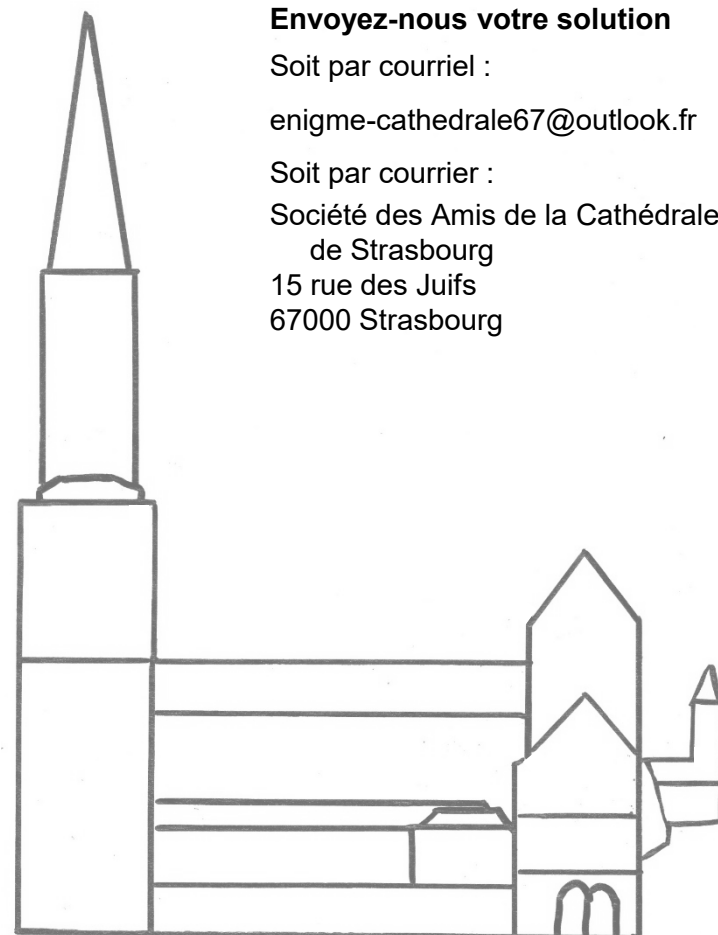 Envoyez-nous votre solution
Soit par courriel :
enigme-cathedrale67@outlook.fr
Soit par courrier :
Société des Amis de la Cathédrale
de Strasbourg
15 rue des Juifs
67000 Strasbourg